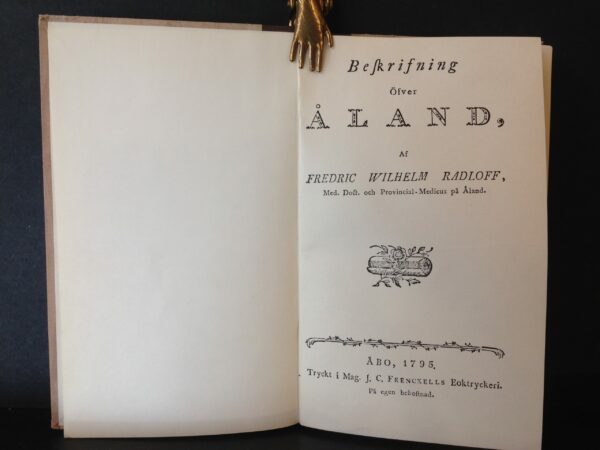 Beſkrifning
Öfver
ÅLAND,
Af
FREDRIC WILHELM RADLOFF,
Med. Doct. och Provincial-Medicus på Åland.
ÅBO, 1795.
Tryckt i Mag. J. C. FRENCKELLS Boktryckeri.
På egen bekoſtnad.